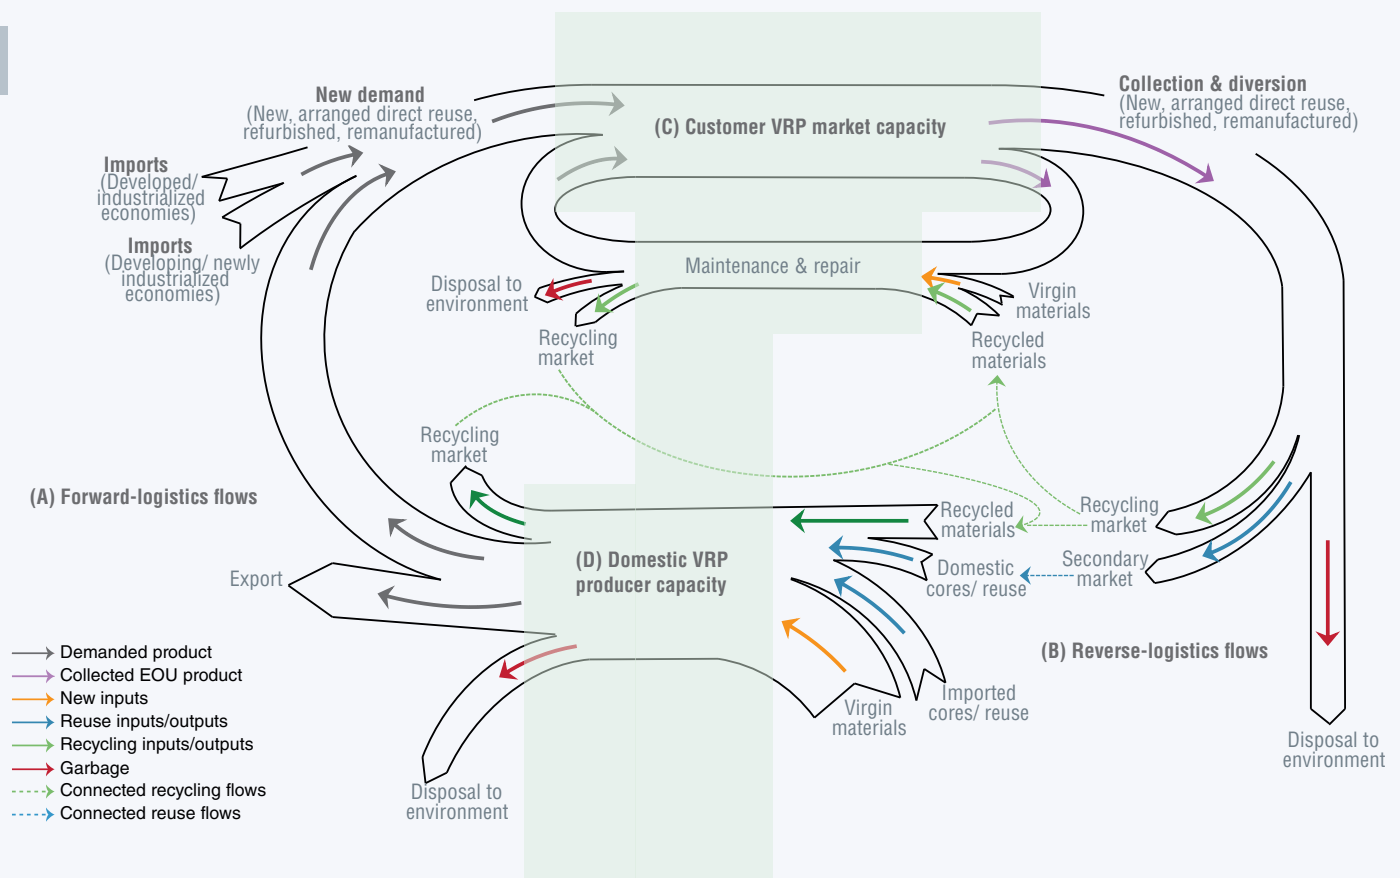 New demand
(New, arranged direct reuse,
refurbished, remanufactured)
Collection & diversion
(New, arranged direct reuse,
refurbished, remanufactured)
(C) Customer VRP market capacity
Imports
(Developed/
industrialized
economies)
Imports
(Developing/ newly
industrialized
economies)
Maintenance & repair
Disposal to
environment
Virgin
materials
Recycling
market
Recycled
materials
Recycling
market
(A) Forward-logistics flows
Recycled
materials
Recycling
market
(D) Domestic VRP
producer capacity
Secondary
market
Domestic
cores/ reuse
Export
(B) Reverse-logistics flows
Imported
cores/ reuse
Virgin
materials
Disposal to
environment
Disposal to
environment
Demanded product
Collected EOU product
New inputs
Reuse inputs/outputs
Recycling inputs/outputs
Garbage
Connected recycling flows
Connected reuse flows